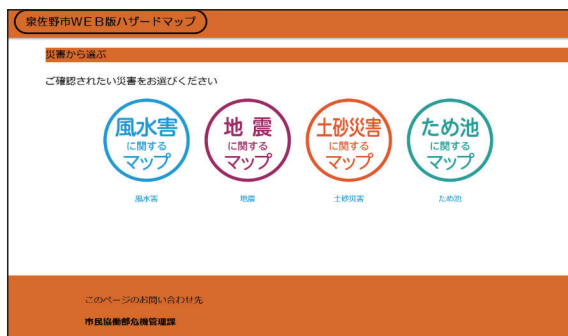 泉佐野市WEB版ハザードマップ
災害から選ぶ
ご確認されたい災害をお選びください
風水害
に関する
マップ
地震
に関する
マップ
土砂災害
に関する
マップ
ため池
に関する
マップ
風水害
地震
土砂災害
ため池
このページのお問い合わせ先
市民協働部危機管理課